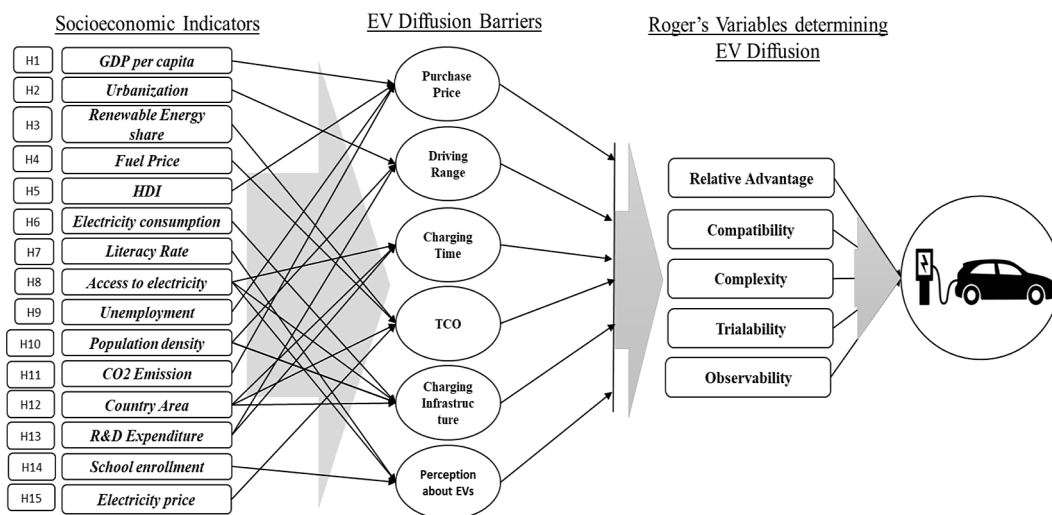 Socioeconomic Indicators
EV Diffusion Barriers
Roger's Variables determining
EV Diffusion
H1
GDP per capita
H2
Urbanization
H3
Renewable Energy
share
H4
Fuel Price
H5
HDI
H6
Electricity consumption
H7
Literacy Rate
H8
Access to electricity
H9
Unemployment
H10
Population density
H11
CO2 Emission
H12
Country Area
H13
R&D Expenditure
H14
School enrollment
H15
Electricity price
Purchase
Price
Driving
Range
Charging
Time
TCO
Charging
Infrastruc
ture
Perception
about EVs
Relative Advantage
Compatibility
Complexity
Trialability
Observability